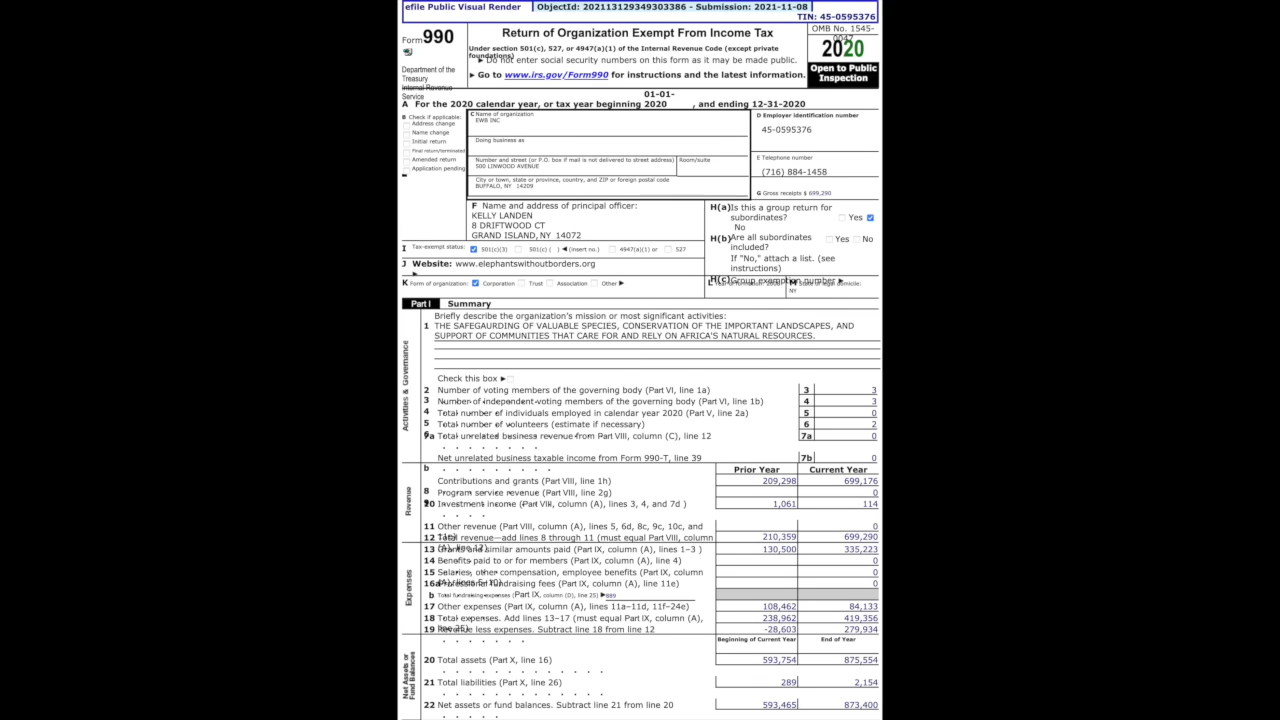 efile Public Visual Render
ObjectId: 202113129349303386 - Submission: 2021-11-08
TIN: 45-0595376
Form 990
Department of the
Treasury
Internal Revenue
Service
Return of Organization Exempt From Income Tax
Under section 501(c), 527, or 4947(a)(1) of the Internal Revenue Code (except private
foundations)
▶ Do not enter social security numbers on this form as it may be made public.
▶ Go to www.irs.gov/Form990 for instructions and the latest information.
OMB No. 1545-
0047
2020
Open to Public
Inspection
01-01-
A For the 2020 calendar year, or tax year beginning 2020 , and ending 12-31-2020
B Check if applicable:
Address change
Name change
Initial return
Final return/terminated
Amended return
Application pending
C Name of organization
EWB INC
Doing business as
Number and street (or P.O. box if mail is not delivered to street address) Room/suite
500 LINWOOD AVENUE
City or town, state or province, country, and ZIP or foreign postal code
BUFFALO, NY 14209
D Employer identification number
45-0595376
E Telephone number
(716) 884-1458
G Gross receipts $ 699,290
F Name and address of principal officer:
KELLY LANDEN
8 DRIFTWOOD CT
GRAND ISLAND, NY 14072
H(a) Is this a group return for
subordinates? Yes
No
H(b) Are all subordinates
included? Yes No
If "No," attach a list. (see
instructions)
H(c) Group exemption number ▶
I Tax-exempt status: 501(c)(3) 501(c) ( ) ◀ (insert no.) 4947(a)(1) or 527
J Website: www.elephantswithoutborders.org
▶
K Form of organization: Corporation Trust Association Other ▶
L Year of formation: 2008
M State of legal domicile:
NY
Part I Summary
Activities & Governance
Briefly describe the organization's mission or most significant activities:
1 THE SAFEGAURDING OF VALUABLE SPECIES, CONSERVATION OF THE IMPORTANT LANDSCAPES, AND
SUPPORT OF COMMUNITIES THAT CARE FOR AND RELY ON AFRICA'S NATURAL RESOURCES.
Check this box ▶
2 Number of voting members of the governing body (Part VI, line 1a) 3 3
3 Number of independent voting members of the governing body (Part VI, line 1b) 4 3
4 Total number of individuals employed in calendar year 2020 (Part V, line 2a) 5 0
5 Total number of volunteers (estimate if necessary) 6 2
6
7a Total unrelated business revenue from Part VIII, column (C), line 12 7a 0
Net unrelated business taxable income from Form 990-T, line 39 7b 0
b
Prior Year Current Year
Revenue
Contributions and grants (Part VIII, line 1h) 209,298 699,176
8 Program service revenue (Part VIII, line 2g) 0
9
10 Investment income (Part VIII, column (A), lines 3, 4, and 7d ) 1,061 114
11 Other revenue (Part VIII, column (A), lines 5, 6d, 8c, 9c, 10c, and
11e) 0
12 Total revenue—add lines 8 through 11 (must equal Part VIII, column
(A), line 12) 210,359 699,290
Expenses
13 Grants and similar amounts paid (Part IX, column (A), lines 1–3 ) 130,500 335,223
14 Benefits paid to or for members (Part IX, column (A), line 4) 0
15 Salaries, other compensation, employee benefits (Part IX, column
(A), lines 5–10) 0
16a Professional fundraising fees (Part IX, column (A), line 11e) 0
b Total fundraising expenses (Part IX, column (D), line 25) ▶889
17 Other expenses (Part IX, column (A), lines 11a–11d, 11f–24e) 108,462 84,133
18 Total expenses. Add lines 13–17 (must equal Part IX, column (A),
line 25) 238,962 419,356
19 Revenue less expenses. Subtract line 18 from line 12 -28,603 279,934
Net Assets or
Fund Balances
Beginning of Current Year End of Year
20 Total assets (Part X, line 16) 593,754 875,554
21 Total liabilities (Part X, line 26) 289 2,154
22 Net assets or fund balances. Subtract line 21 from line 20 593,465 873,400